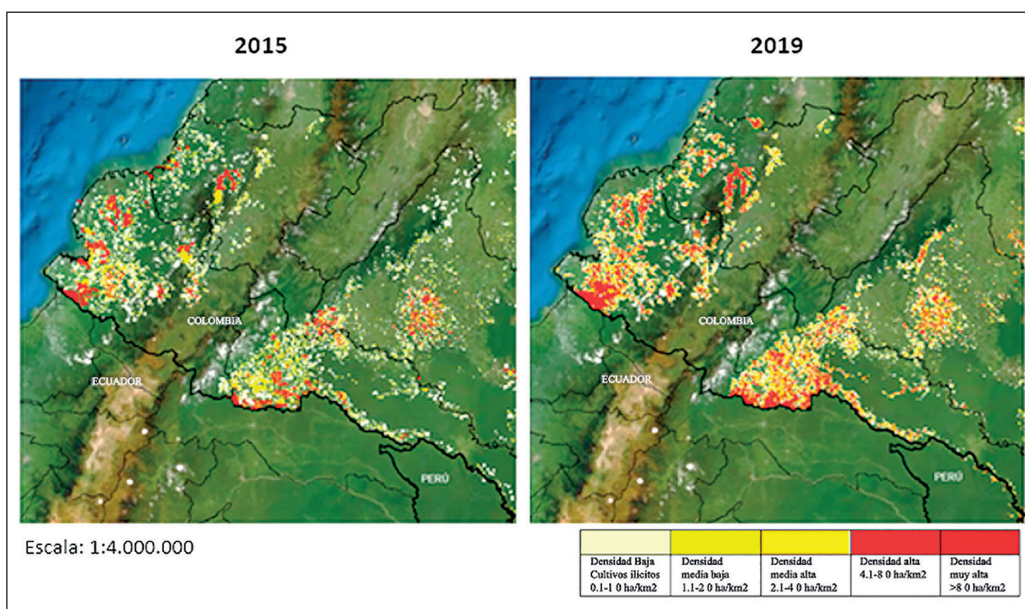 2015
2019
COLOMBIA
ECUADOR
PERÚ
COLOMBIA
ECUADOR
PERÚ
Escala: 1:4.000.000
Densidad Baja
Cultivos ilicitos
0.1-1 0 ha/km2
Densidad
media baja
1.1-2 0 ha/km2
Densidad
media alta
2.1-4 0 ha/km2
Densidad alta
4.1-8 0 ha/km2
Densidad
muy alta
>8 0 ha/km2